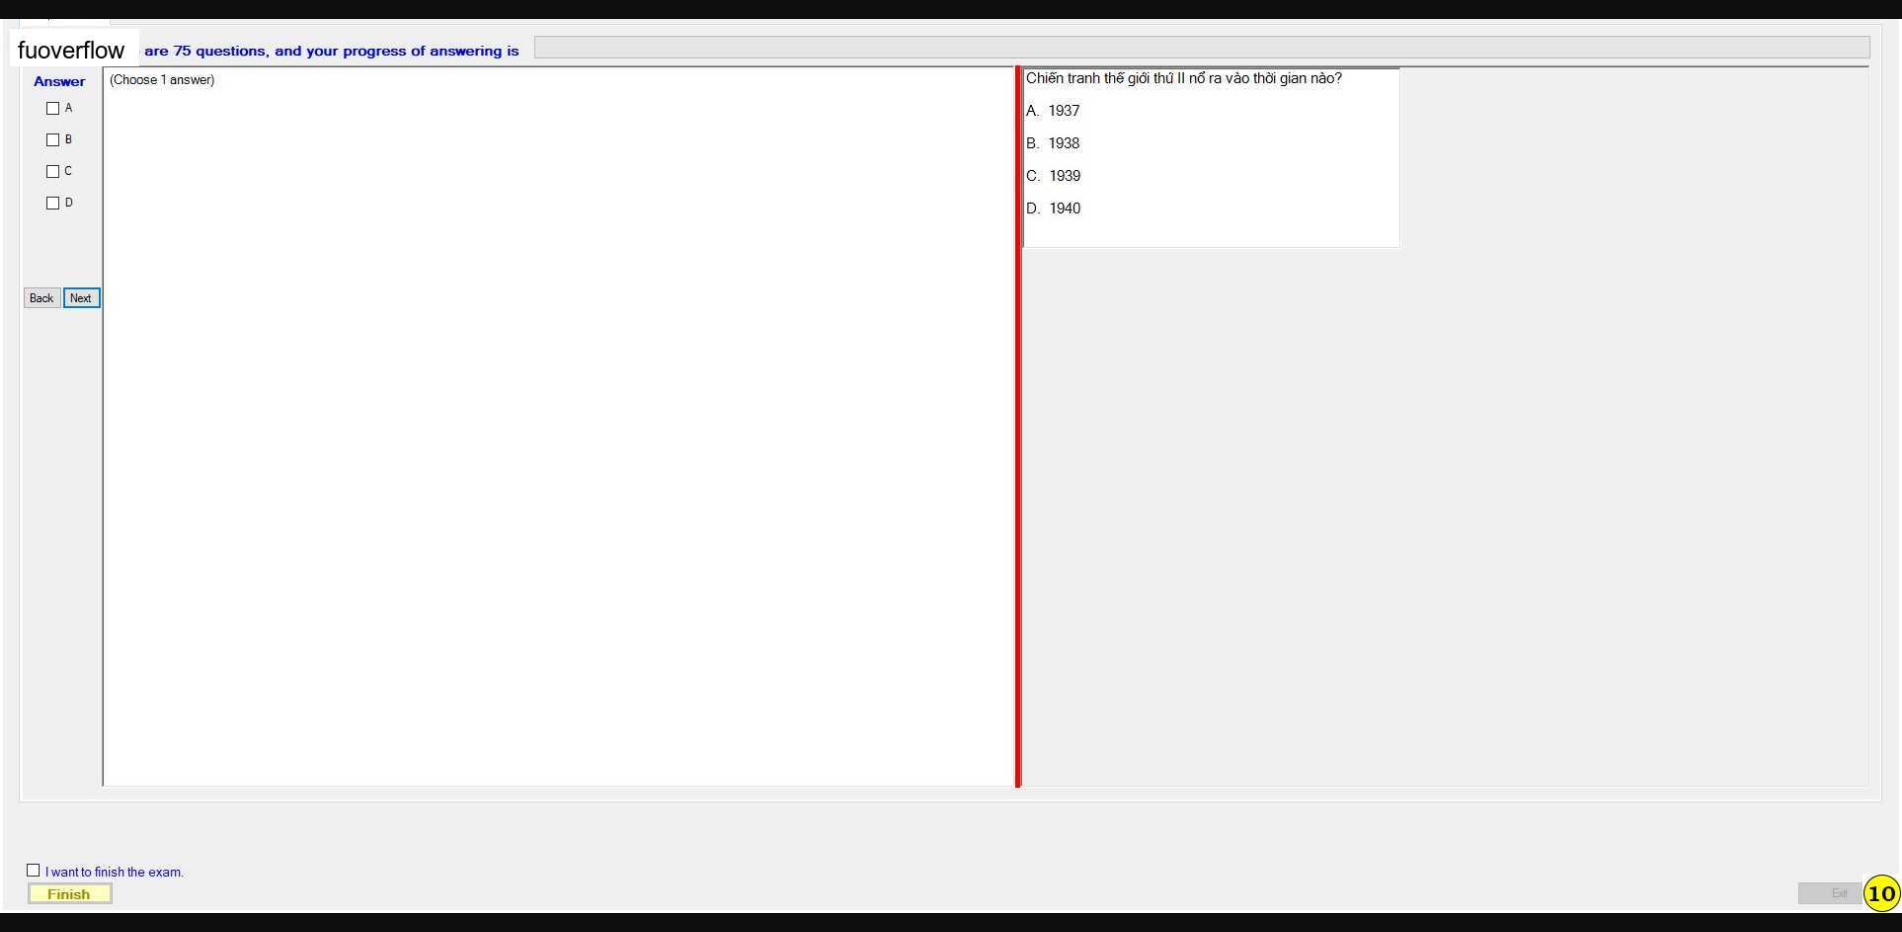 fuoverflow are 75 questions, and your progress of answering is
Answer
(Choose 1 answer)
A
B
C
D
Back Next
Chiến tranh thế giới thứ II nổ ra vào thời gian nào?
A. 1937
B. 1938
C. 1939
D. 1940
I want to finish the exam.
Finish
Exit
10